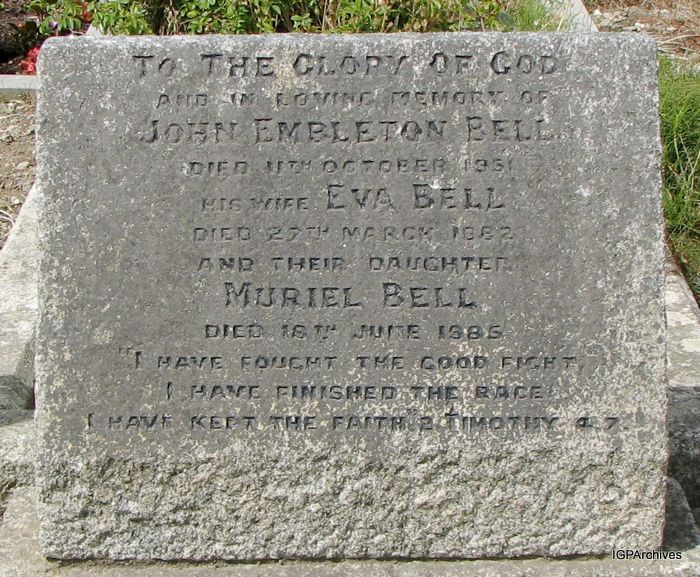 TO THE GLORY OF GOD
AND IN LOVING MEMORY OF
JOHN EMBLETON BELL
DIED 11TH OCTOBER 1951
HIS WIFE EVA BELL
DIED 27TH MARCH 1982
AND THEIR DAUGHTER
MURIEL BELL
DIED 18TH JUNE 1985
"I HAVE FOUGHT THE GOOD FIGHT,
I HAVE FINISHED THE RACE,
I HAVE KEPT THE FAITH" 2 TIMOTHY 4.7.
IGPArchives